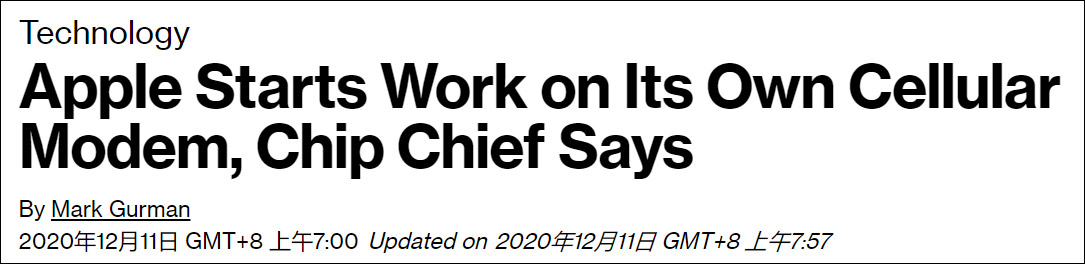 Technology
Apple Starts Work on Its Own Cellular
Modem, Chip Chief Says
By Mark Gurman
2020年12月11日 GMT+8 上午7:00 Updated on 2020年12月11日 GMT+8 上午7:57